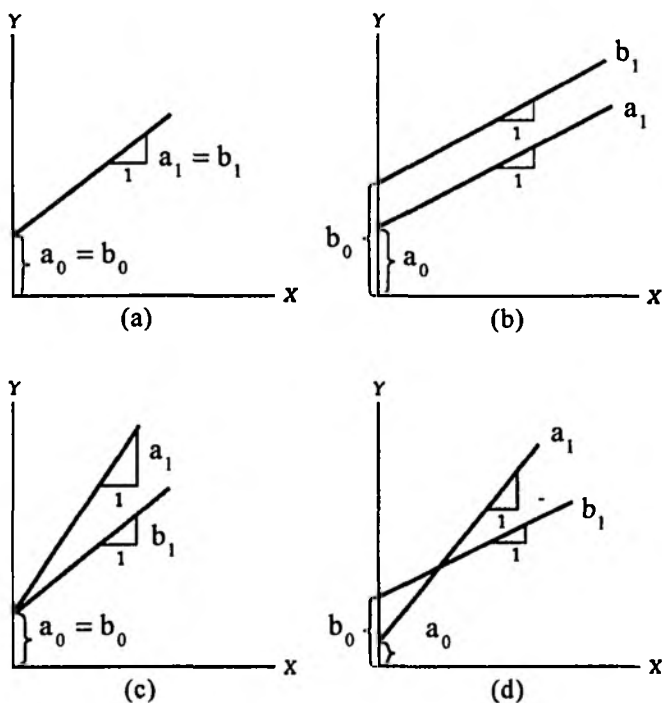 Y
a₁ = b₁
1
a₀ = b₀
X
(a)
Y
b₁
1
a₁
1
b₀
a₀
X
(b)
Y
a₁
1
b₁
1
a₀ = b₀
X
(c)
Y
a₁
1
b₁
1
b₀
a₀
X
(d)